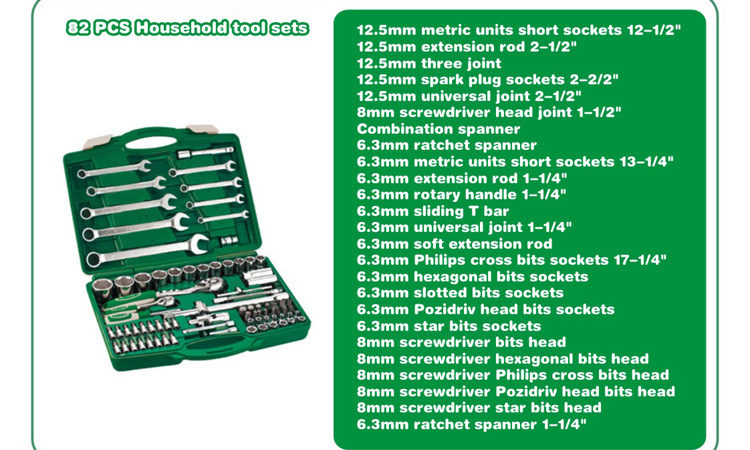 82 PCS Household tool sets
12.5mm metric units short sockets 12–1/2"
12.5mm extension rod 2–1/2"
12.5mm three joint
12.5mm spark plug sockets 2–2/2"
12.5mm universal joint 2–1/2"
8mm screwdriver head joint 1–1/2"
Combination spanner
6.3mm ratchet spanner
6.3mm metric units short sockets 13–1/4"
6.3mm extension rod 1–1/4"
6.3mm rotary handle 1–1/4"
6.3mm sliding T bar
6.3mm universal joint 1–1/4"
6.3mm soft extension rod
6.3mm Philips cross bits sockets 17–1/4"
6.3mm hexagonal bits sockets
6.3mm slotted bits sockets
6.3mm Pozidriv head bits sockets
6.3mm star bits sockets
8mm screwdriver bits head
8mm screwdriver hexagonal bits head
8mm screwdriver Philips cross bits head
8mm screwdriver Pozidriv head bits head
8mm screwdriver star bits head
6.3mm ratchet spanner 1–1/4"